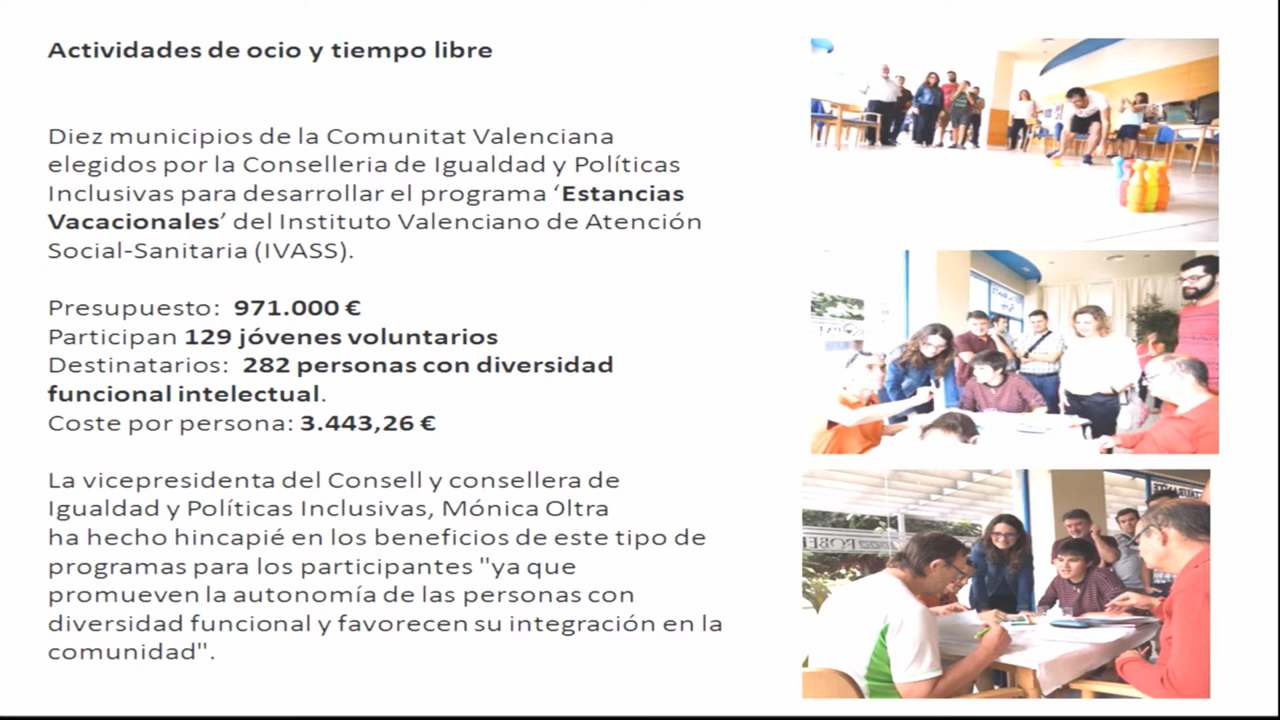 Actividades de ocio y tiempo libre
Diez municipios de la Comunitat Valenciana
elegidos por la Conselleria de Igualdad y Políticas
Inclusivas para desarrollar el programa ‘Estancias
Vacacionales’ del Instituto Valenciano de Atención
Social-Sanitaria (IVASS).
Presupuesto:  971.000 €
Participan 129 jóvenes voluntarios
Destinatarios:  282 personas con diversidad
funcional intelectual.
Coste por persona: 3.443,26 €
La vicepresidenta del Consell y consellera de
Igualdad y Políticas Inclusivas, Mónica Oltra
ha hecho hincapié en los beneficios de este tipo de
programas para los participantes "ya que
promueven la autonomía de las personas con
diversidad funcional y favorecen su integración en la
comunidad".